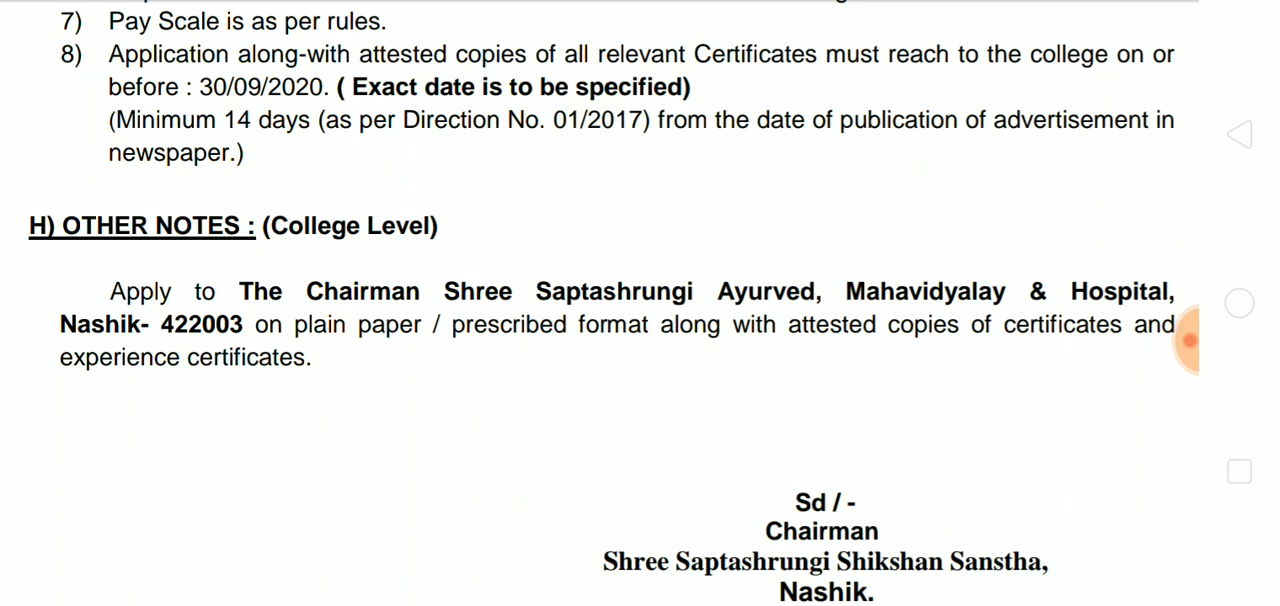 7) Pay Scale is as per rules.
8) Application along-with attested copies of all relevant Certificates must reach to the college on or
before : 30/09/2020. ( Exact date is to be specified)
(Minimum 14 days (as per Direction No. 01/2017) from the date of publication of advertisement in
newspaper.)
H) OTHER NOTES : (College Level)
Apply to The Chairman Shree Saptashrungi Ayurved, Mahavidyalay & Hospital,
Nashik- 422003 on plain paper / prescribed format along with attested copies of certificates and
experience certificates.
Sd / -
Chairman
Shree Saptashrungi Shikshan Sanstha,
Nashik.